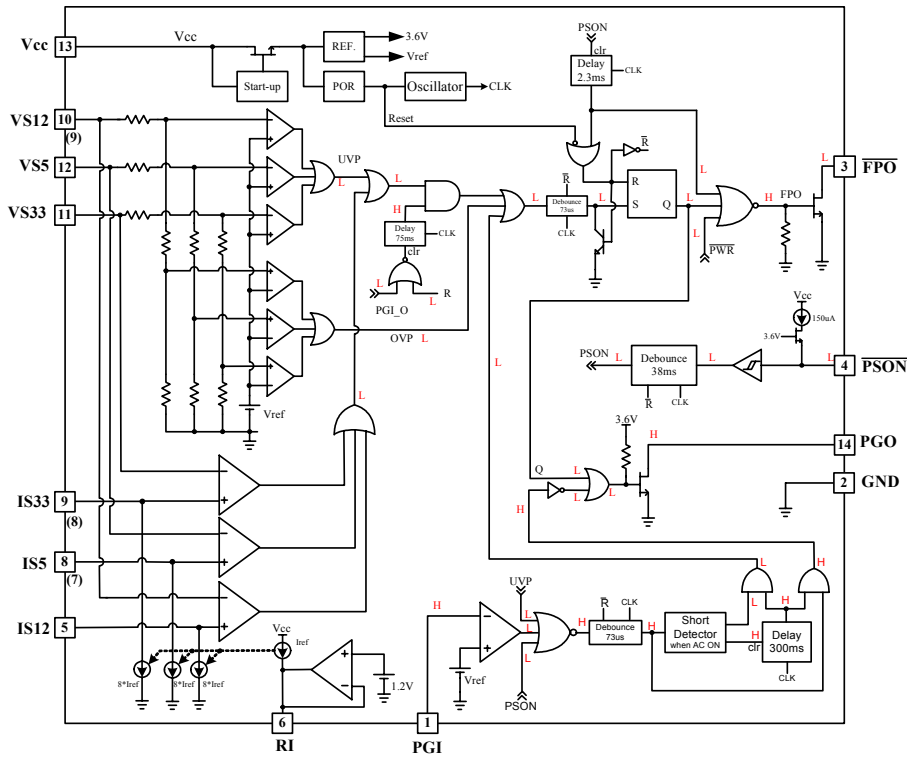 Vcc 13 Vcc
REF. 3.6V
Vref
Start-up POR Oscillator CLK
Reset
PSON
clr
Delay
2.3ms
CLK
VS12 10
(9)
VS5 12
VS33 11
UVP
L
L
L
H
Delay
75ms
CLK
clr
L
PGI_O
L
R
OVP L
L
R
Debounce
73us
CLK
L
R
R
S
Q
L
L
L
PWR
H
FPO
L
3 FPO
Vcc
150uA
3.6V
PSON
L
Debounce
38ms
R
CLK
L
L
4 PSON
Vref
L
L
3.6V
H
14 PGO
2 GND
Q
L
L
L
L
H
IS33 9
(8)
IS5 8
(7)
IS12 5
8*Iref
8*Iref
8*Iref
Vcc
Iref
1.2V
6
RI
H
1
PGI
Vref
UVP
L
L
L
PSON
H
R
CLK
Debounce
73us
H
Short
Detector
when AC ON
L
L
H
H
H
clr
Delay
300ms
CLK